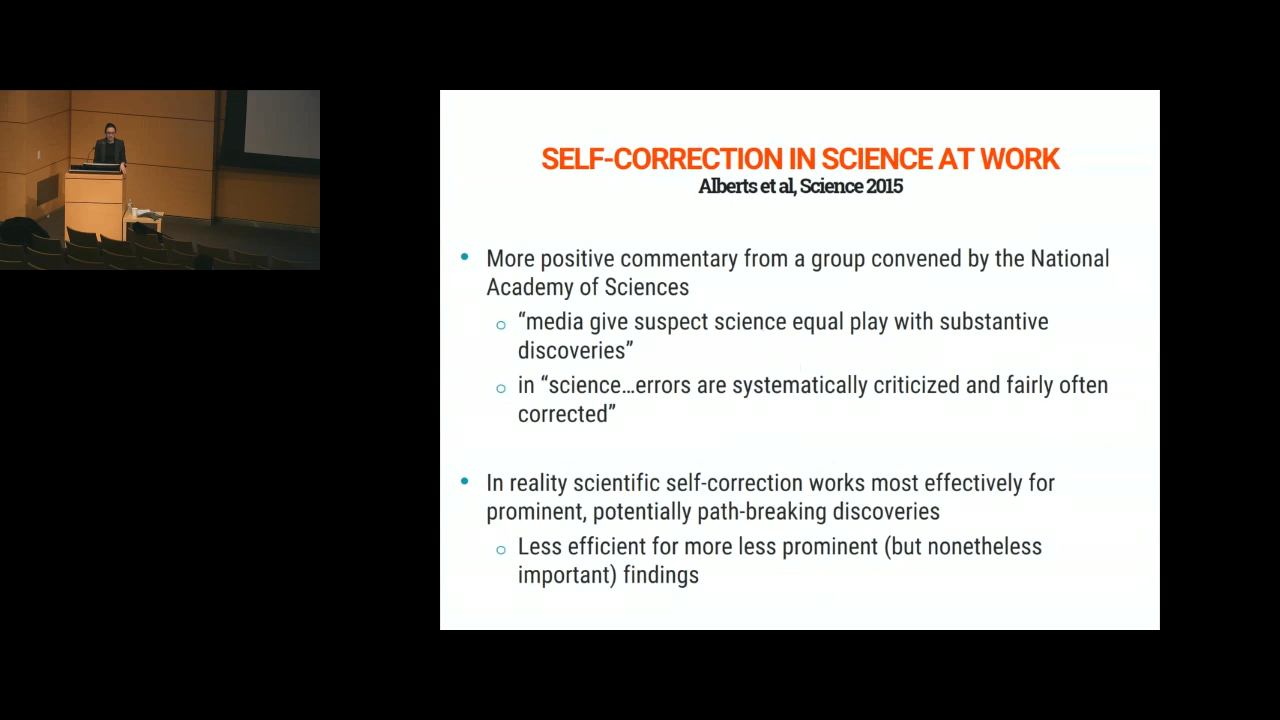 SELF-CORRECTION IN SCIENCE AT WORK
Alberts et al, Science 2015
• More positive commentary from a group convened by the National
Academy of Sciences
o “media give suspect science equal play with substantive
discoveries”
o in “science…errors are systematically criticized and fairly often
corrected”
• In reality scientific self-correction works most effectively for
prominent, potentially path-breaking discoveries
o Less efficient for more less prominent (but nonetheless
important) findings